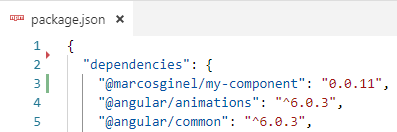 package.json ×
1 {
2 "dependencies": {
3 "@marcosginel/my-component": "0.0.11",
4 "@angular/animations": "^6.0.3",
5 "@angular/common": "^6.0.3",